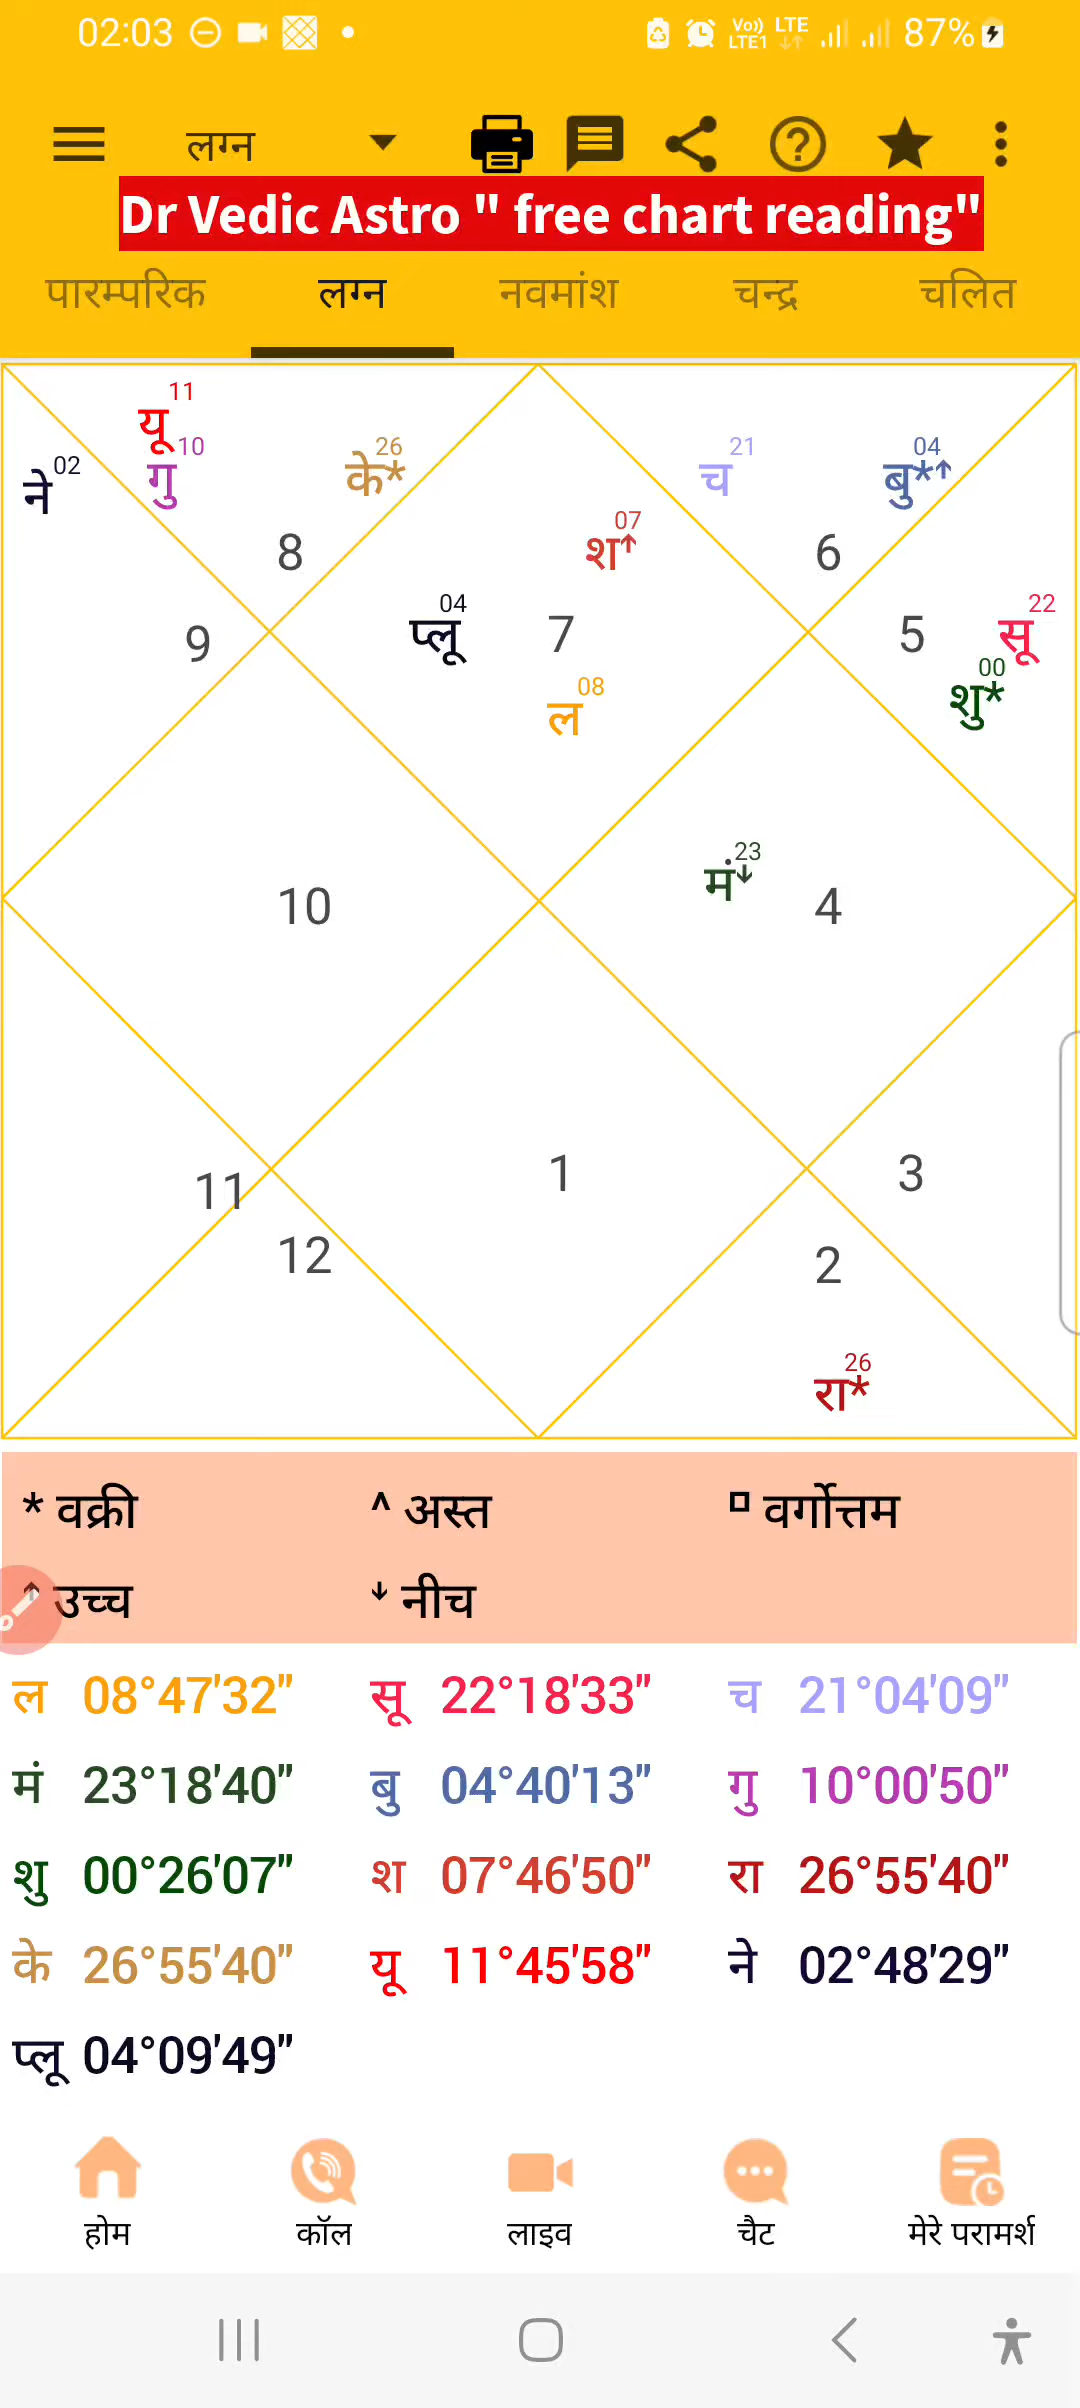 02:03 Vo)) LTE1 LTE 87%
लग्न
Dr Vedic Astro " free chart reading"
पारम्परिक लग्न नवमांश चन्द्र चलित
यू 11
ने 02 गु 10 के* 26 च 21 बु*↑ 04
8 श↑ 07 6
9 प्लू 04 7 5 सू 22
ल 08 शु* 00
मं↓ 23
10 4
11 1 3
12 2
रा* 26
* वक्री ^ अस्त ▫ वर्गोत्तम
↑ उच्च ↓ नीच
ल 08°47'32" सू 22°18'33" च 21°04'09"
मं 23°18'40" बु 04°40'13" गु 10°00'50"
शु 00°26'07" श 07°46'50" रा 26°55'40"
के 26°55'40" यू 11°45'58" ने 02°48'29"
प्लू 04°09'49"
होम कॉल लाइव चैट मेरे परामर्श